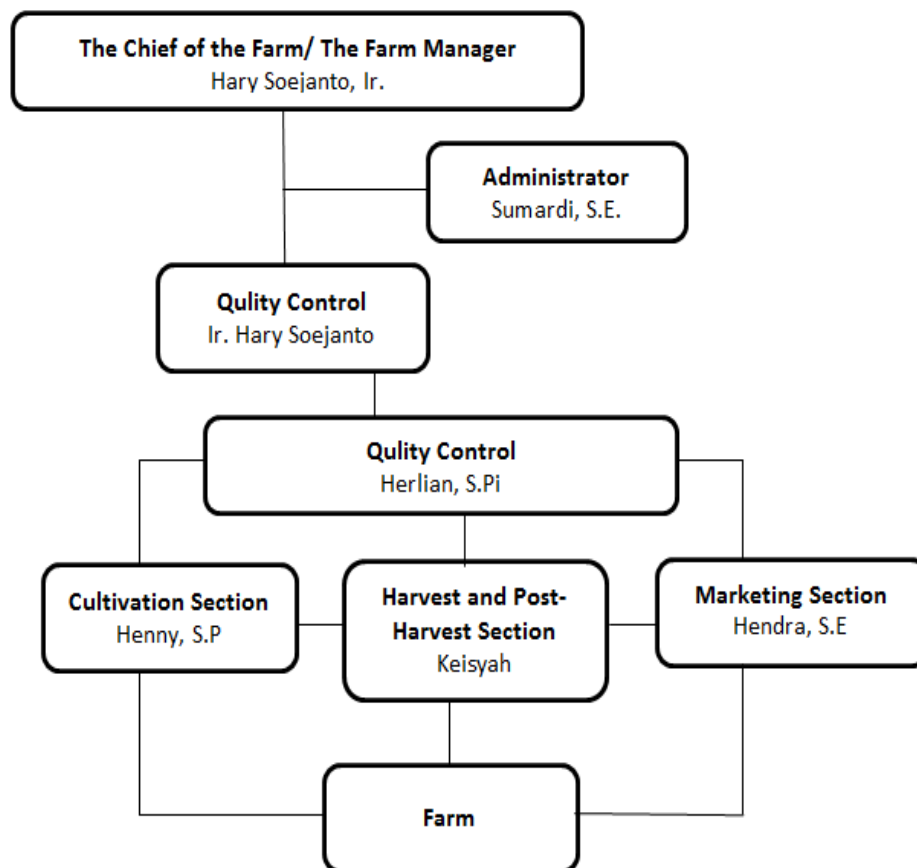 The Chief of the Farm/ The Farm Manager
Hary Soejanto, Ir.
Administrator
Sumardi, S.E.
Qulity Control
Ir. Hary Soejanto
Qulity Control
Herlian, S.Pi
Cultivation Section
Henny, S.P
Harvest and Post-
Harvest Section
Keisyah
Marketing Section
Hendra, S.E
Farm